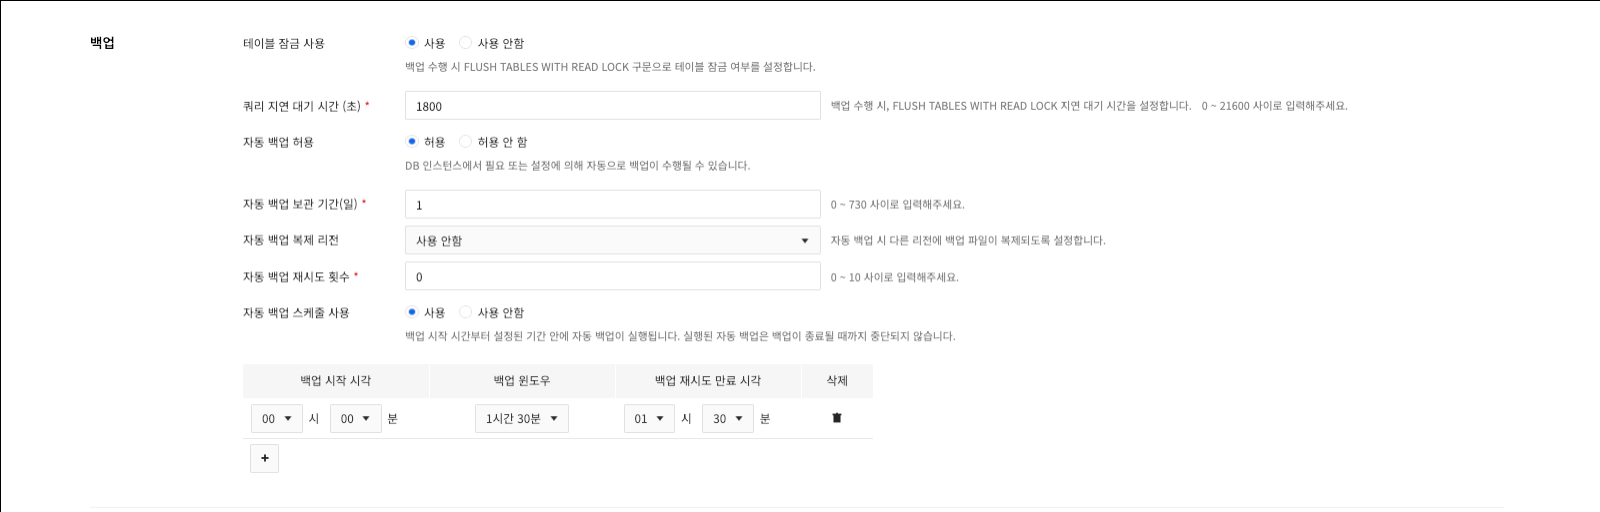 백업
테이블 잠금 사용 사용 사용 안함
백업 수행 시 FLUSH TABLES WITH READ LOCK 구문으로 테이블 잠금 여부를 설정합니다.
쿼리 지연 대기 시간 (초) * 1800 백업 수행 시, FLUSH TABLES WITH READ LOCK 지연 대기 시간을 설정합니다. 0 ~ 21600 사이로 입력해주세요.
자동 백업 허용 허용 허용 안 함
DB 인스턴스에서 필요 또는 설정에 의해 자동으로 백업이 수행될 수 있습니다.
자동 백업 보관 기간(일) * 1 0 ~ 730 사이로 입력해주세요.
자동 백업 복제 리전 사용 안함 자동 백업 시 다른 리전에 백업 파일이 복제되도록 설정합니다.
자동 백업 재시도 횟수 * 0 0 ~ 10 사이로 입력해주세요.
자동 백업 스케줄 사용 사용 사용 안함
백업 시작 시간부터 설정된 기간 안에 자동 백업이 실행됩니다. 실행된 자동 백업은 백업이 종료될 때까지 중단되지 않습니다.
백업 시작 시각 백업 윈도우 백업 재시도 만료 시각 삭제
00 시 00 분 1시간 30분 01 시 30 분
+